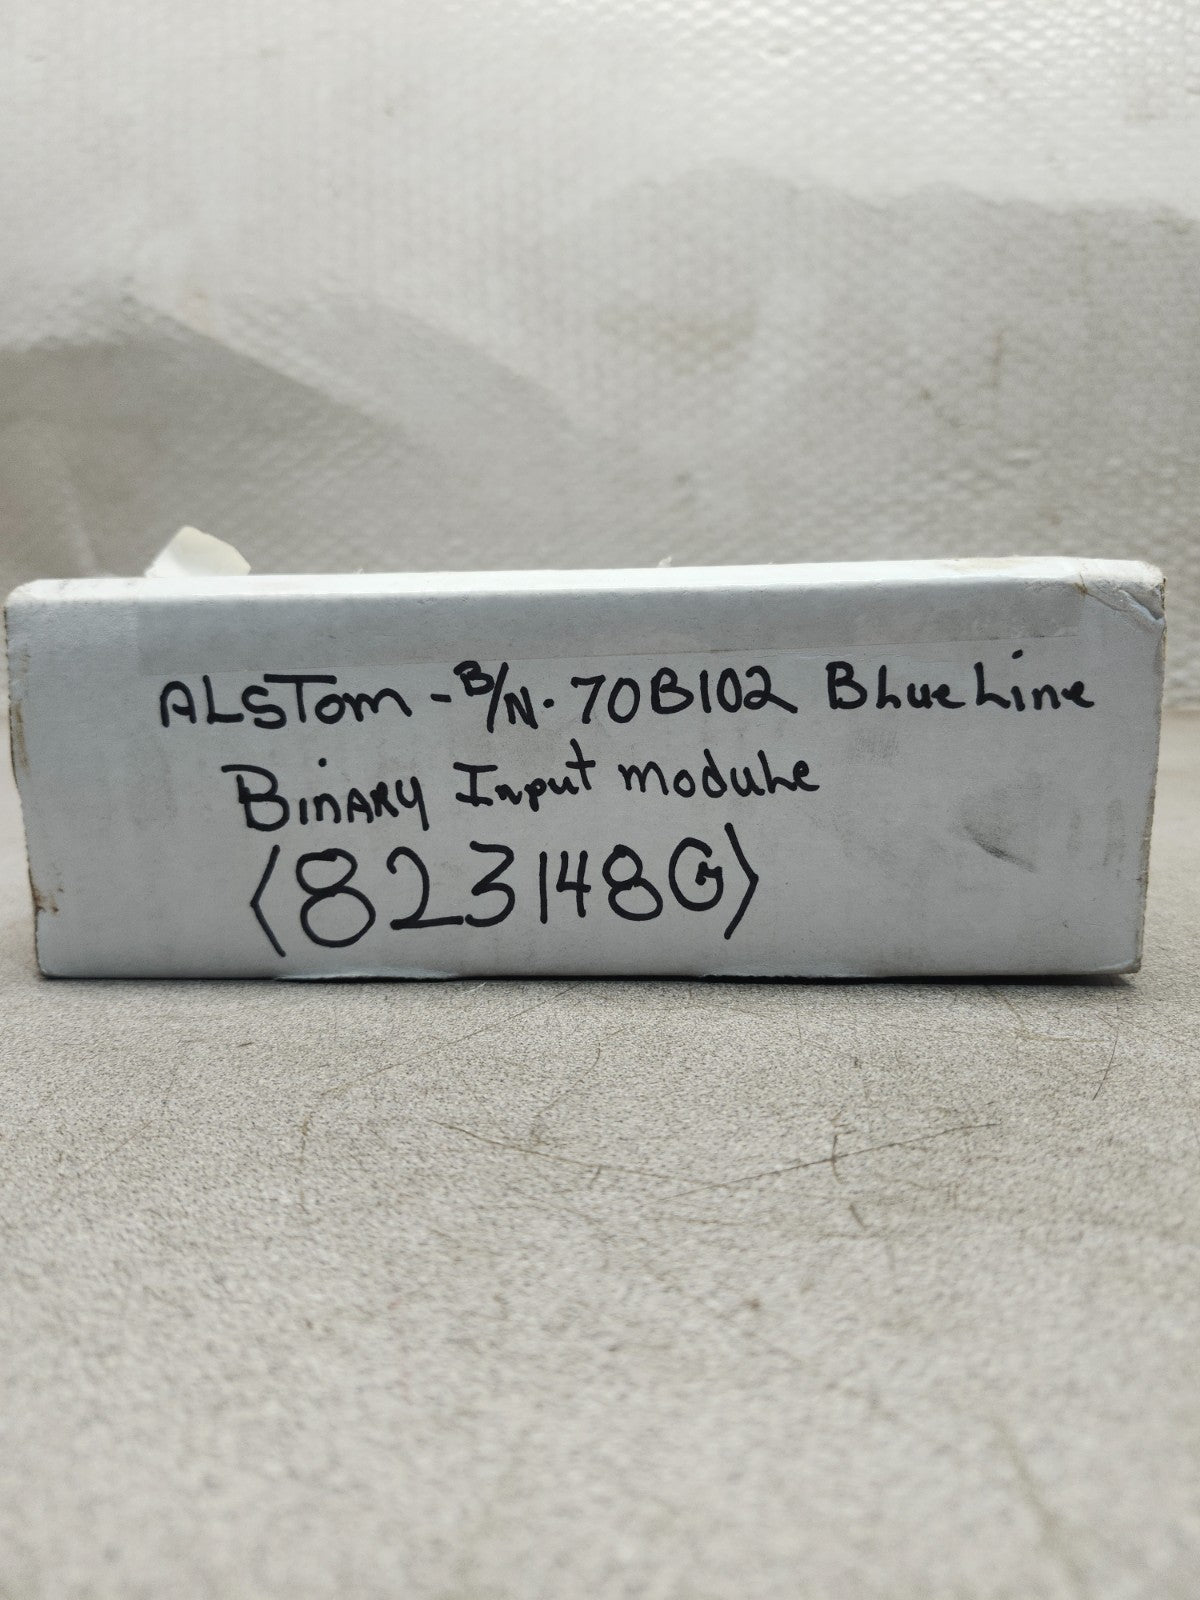 ALSTom - B/N. 70B102 BLueLine
BiNARY Input moduLe
<823148G>